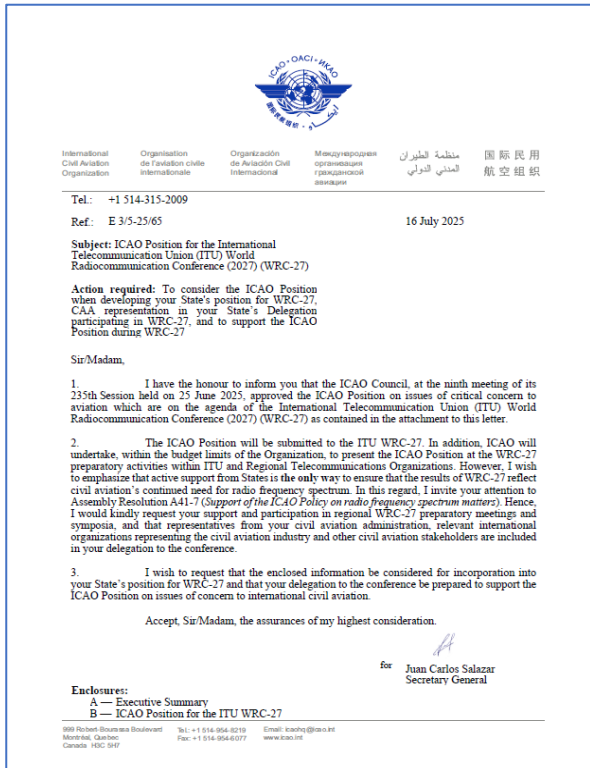 ICAO • OACI • ИКАО
国际民航组织 • ايكاو
International Civil Aviation Organization
Organisation de l'aviation civile internationale
Organización de Aviación Civil Internacional
Международная организация гражданской авиации
منظمة الطيران المدني الدولي
国际民用航空组织
Tel.: +1 514-315-2009
Ref.: E 3/5-25/65 16 July 2025
Subject: ICAO Position for the International
Telecommunication Union (ITU) World
Radiocommunication Conference (2027) (WRC-27)
Action required: To consider the ICAO Position
when developing your State's position for WRC-27,
CAA representation in your State's Delegation
participating in WRC-27, and to support the ICAO
Position during WRC-27
Sir/Madam,
1. I have the honour to inform you that the ICAO Council, at the ninth meeting of its
235th Session held on 25 June 2025, approved the ICAO Position on issues of critical concern to
aviation which are on the agenda of the International Telecommunication Union (ITU) World
Radiocommunication Conference (2027) (WRC-27) as contained in the attachment to this letter.
2. The ICAO Position will be submitted to the ITU WRC-27. In addition, ICAO will
undertake, within the budget limits of the Organization, to present the ICAO Position at the WRC-27
preparatory activities within ITU and Regional Telecommunications Organizations. However, I wish
to emphasize that active support from States is the only way to ensure that the results of WRC-27 reflect
civil aviation's continued need for radio frequency spectrum. In this regard, I invite your attention to
Assembly Resolution A41-7 (Support of the ICAO Policy on radio frequency spectrum matters). Hence,
I would kindly request your support and participation in regional WRC-27 preparatory meetings and
symposia, and that representatives from your civil aviation administration, relevant international
organizations representing the civil aviation industry and other civil aviation stakeholders are included
in your delegation to the conference.
3. I wish to request that the enclosed information be considered for incorporation into
your State's position for WRC-27 and that your delegation to the conference be prepared to support the
ICAO Position on issues of concern to international civil aviation.
Accept, Sir/Madam, the assurances of my highest consideration.
for Juan Carlos Salazar
Secretary General
Enclosures:
A — Executive Summary
B — ICAO Position for the ITU WRC-27
999 Robert-Bourassa Boulevard
Montréal, Quebec
Canada H3C 5H7
Tel.: +1 514-954-8219
Fax: +1 514-954-6077
Email: icaohq@icao.int
www.icao.int